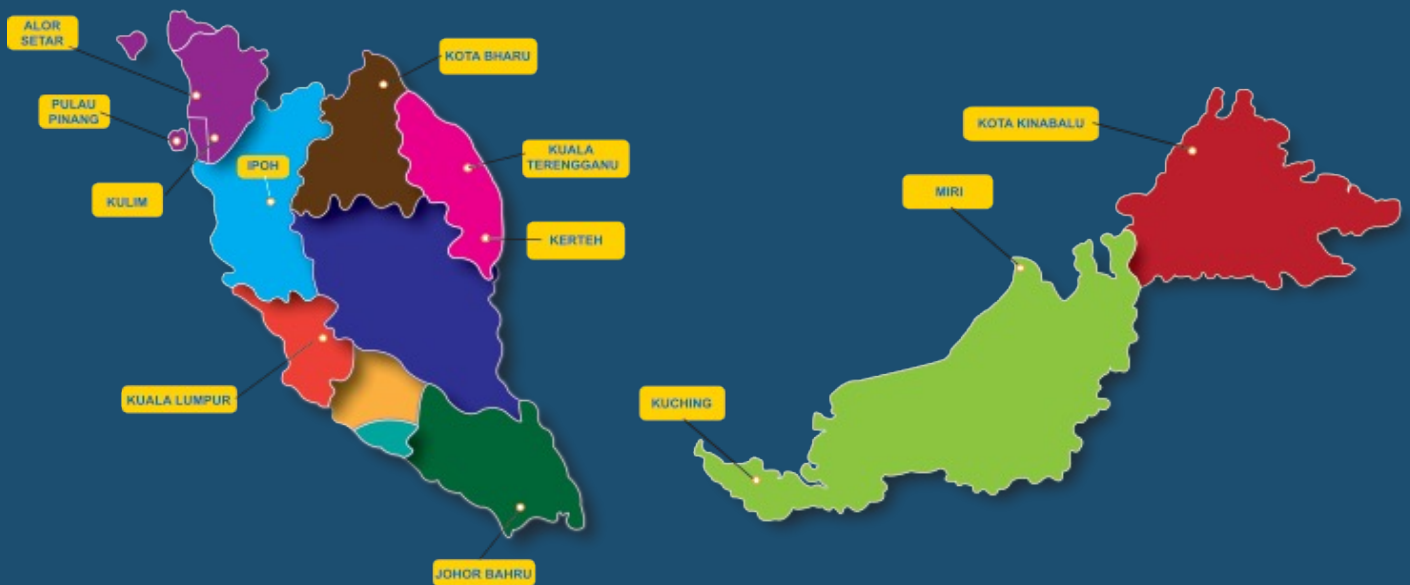 ALOR
SETAR
KOTA BHARU
PULAU
PINANG
KOTA KINABALU
IPOH
KUALA
TERENGGANU
KULIM
MIRI
KERTEH
KUALA LUMPUR
KUCHING
JOHOR BAHRU